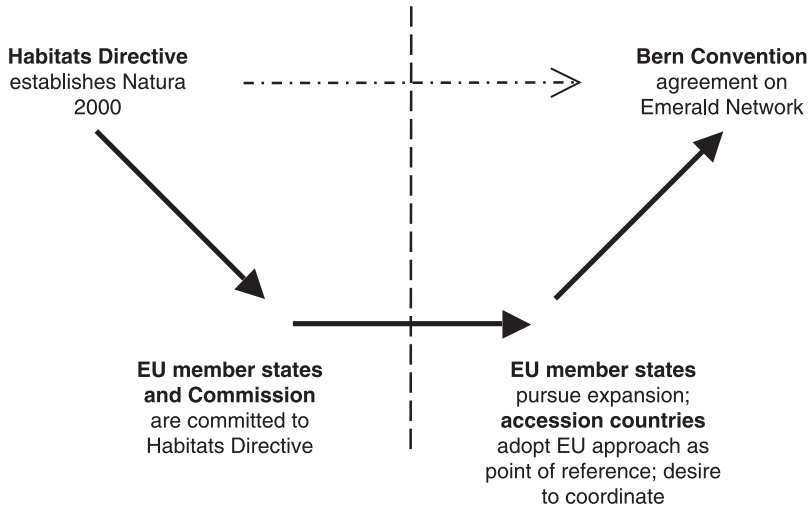 Habitats Directive
establishes Natura
2000
Bern Convention
agreement on
Emerald Network
EU member states
and Commission
are committed to
Habitats Directive
EU member states
pursue expansion;
accession countries
adopt EU approach as
point of reference; desire
to coordinate